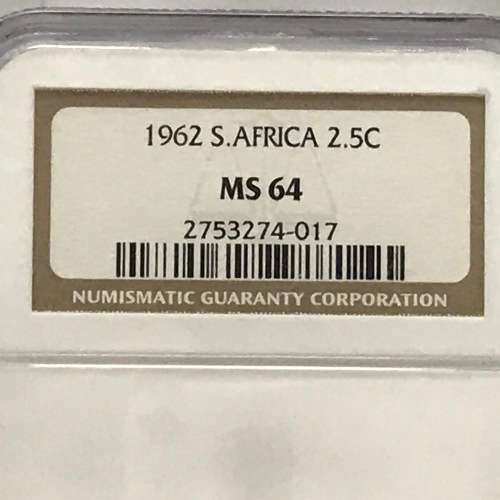 1962 S.AFRICA 2.5C
MS 64
2753274-017
NUMISMATIC GUARANTY CORPORATION